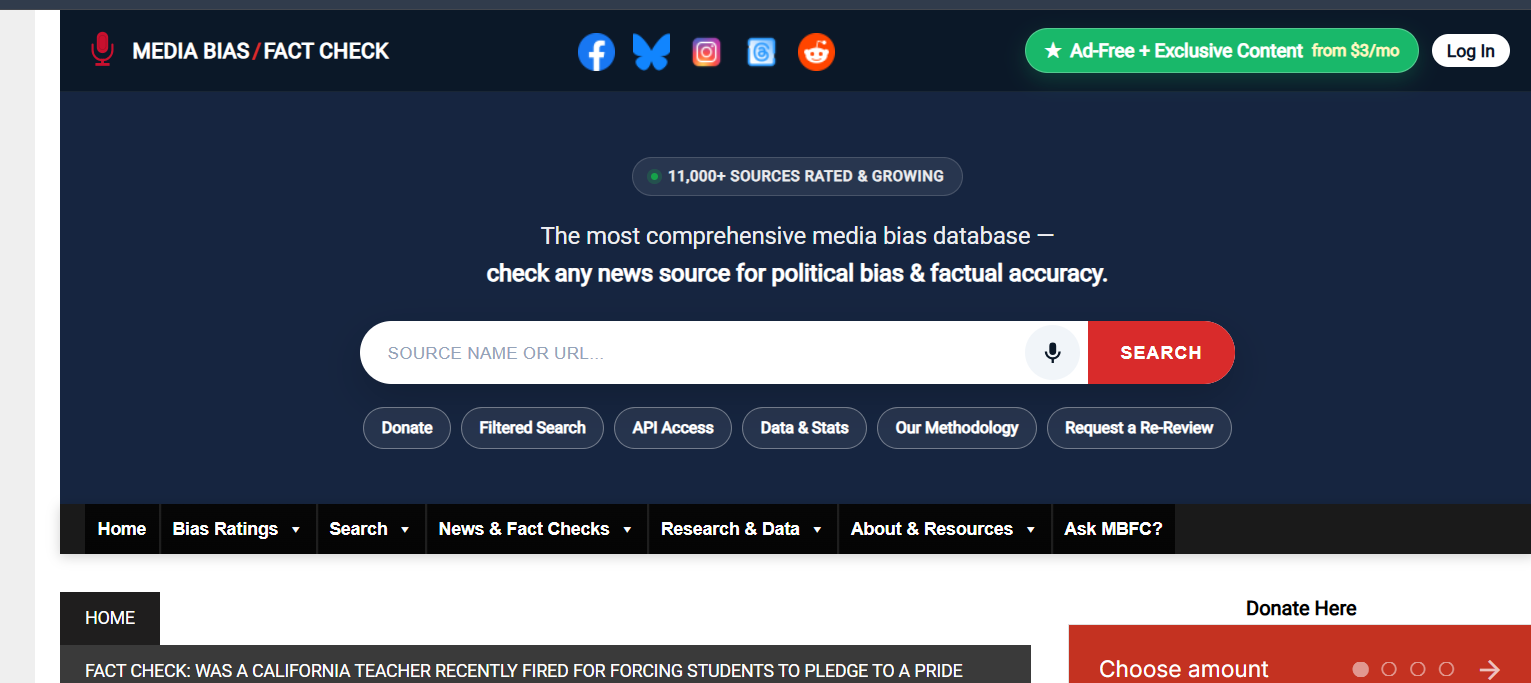 MEDIA BIAS/FACT CHECK
★ Ad-Free + Exclusive Content from $3/mo
Log In
11,000+ SOURCES RATED & GROWING
The most comprehensive media bias database —
check any news source for political bias & factual accuracy.
SOURCE NAME OR URL...
SEARCH
Donate
Filtered Search
API Access
Data & Stats
Our Methodology
Request a Re-Review
Home
Bias Ratings
Search
News & Fact Checks
Research & Data
About & Resources
Ask MBFC?
HOME
Donate Here
FACT CHECK: WAS A CALIFORNIA TEACHER RECENTLY FIRED FOR FORCING STUDENTS TO PLEDGE TO A PRIDE
Choose amount